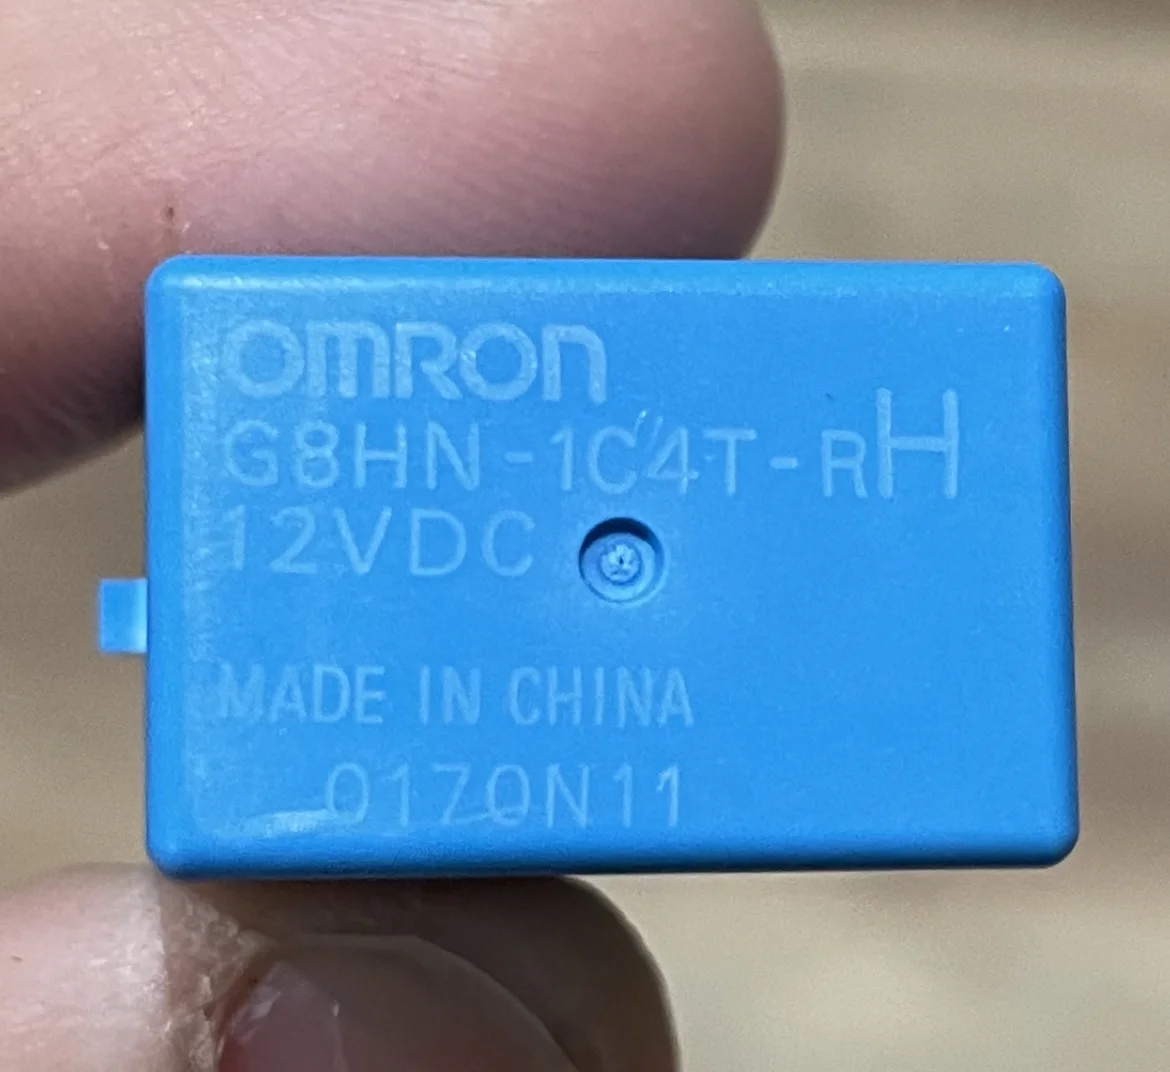 OMRON
G8HN-1C4T-RH
12VDC
MADE IN CHINA
0170N11